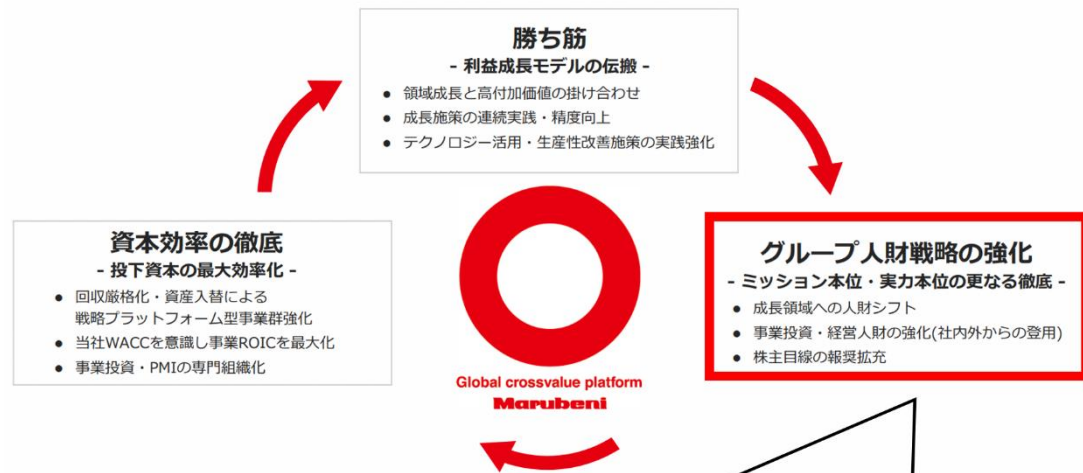 勝ち筋
- 利益成長モデルの伝搬 -
● 領域成長と高付加価値の掛け合わせ
● 成長施策の連続実践・精度向上
● テクノロジー活用・生産性改善施策の実践強化
資本効率の徹底
- 投下資本の最大効率化 -
● 回収厳格化・資産入替による
戦略プラットフォーム型事業群強化
● 当社WACCを意識し事業ROICを最大化
● 事業投資・PMIの専門組織化
グループ人財戦略の強化
- ミッション本位・実力本位の更なる徹底 -
● 成長領域への人財シフト
● 事業投資・経営人財の強化(社内外からの登用)
● 株主目線の報奨拡充
Global crossvalue platform
Marubeni